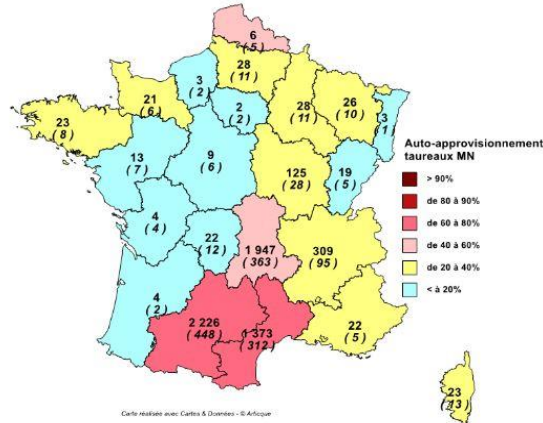 6
( 5 )
3
( 2 )
28
( 11 )
21
( 6 )
2
( 2 )
28
( 11 )
26
( 10 )
3
( 1 )
23
( 8 )
13
( 7 )
9
( 6 )
125
( 28 )
19
( 5 )
4
( 4 )
22
( 12 )
1 947
( 363 )
309
( 95 )
4
( 2 )
2 226
( 448 )
1 373
( 312 )
22
( 5 )
23
( 13 )
Auto-approvisionnement
taureaux MN
> 90%
de 80 à 90%
de 60 à 80%
de 40 à 60%
de 20 à 40%
< à 20%
Carte réalisée avec Cartes & Données - © Articque